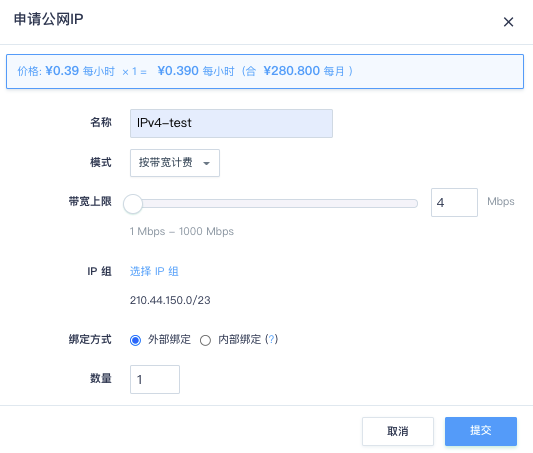 申请公网IP
价格: ¥0.39 每小时 × 1 = ¥0.390 每小时 (合 ¥280.800 每月 )
名称 IPv4-test
模式 按带宽计费
带宽上限 4 Mbps
1 Mbps - 1000 Mbps
IP 组 选择 IP 组
210.44.150.0/23
绑定方式 外部绑定 内部绑定 (?)
数量 1
取消 提交